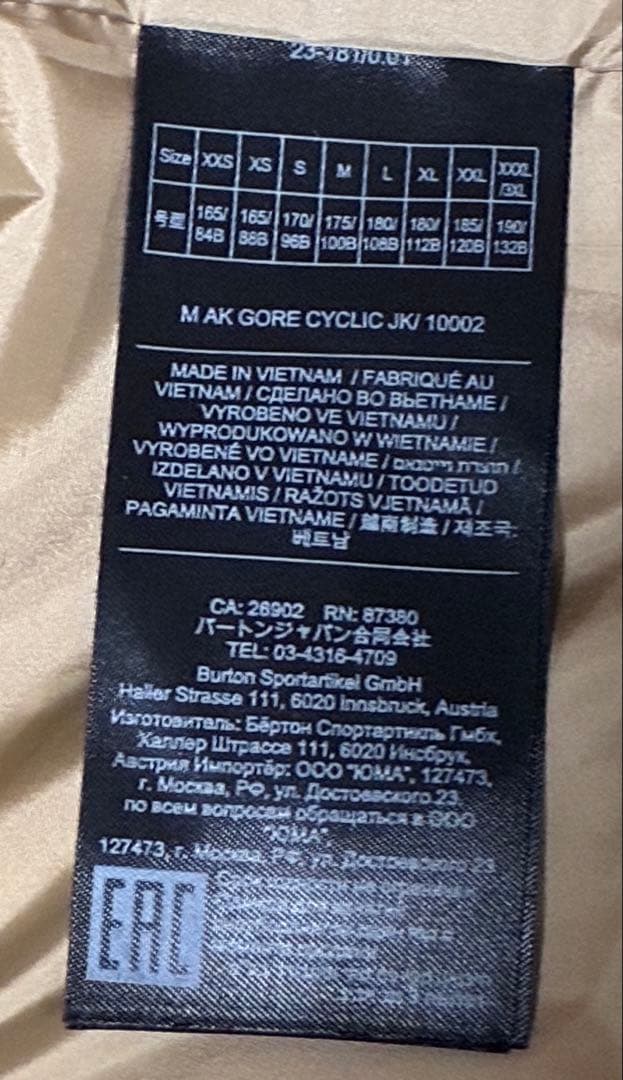 Size XXS XS S M L XL XXL XXXL/3XL
165/84B 165/88B 170/96B 175/100B 180/108B 180/112B 185/120B 190/132B
M AK GORE CYCLIC JK/ 10002
MADE IN VIETNAM / FABRIQUÉ AU
VIETNAM / СДЕЛАНО ВО ВЬЕТНАМЕ /
VYROBENO VE VIETNAMU /
WYPRODUKOWANO W WIETNAMIE /
VYROBENÉ VO VIETNAME / תוצרת וייטנאם /
IZDELANO V VIETNAMU / TOODETUD
VIETNAMIS / RAŽOTS VJETNAMĀ /
PAGAMINTA VIETNAME / 越南制造 / 제조국:
베트남
CA: 26902 RN: 87380
バートンジャパン合同会社
TEL: 03-4316-4709
Burton Sportartikel GmbH
Haller Strasse 111, 6020 Innsbruck, Austria
Изготовитель: Бёртон Спортартикль Гмбх,
Халлер Штрассе 111, 6020 Инсбрук,
Австрия Импортёр: ООО "ЮМА", 127473,
г. Москва, РФ, ул. Достоевского 23,
по всем вопросам обращаться в ООО
"ЮМА",
127473, г. Москва, РФ, ул. Достоевского 23
EAC